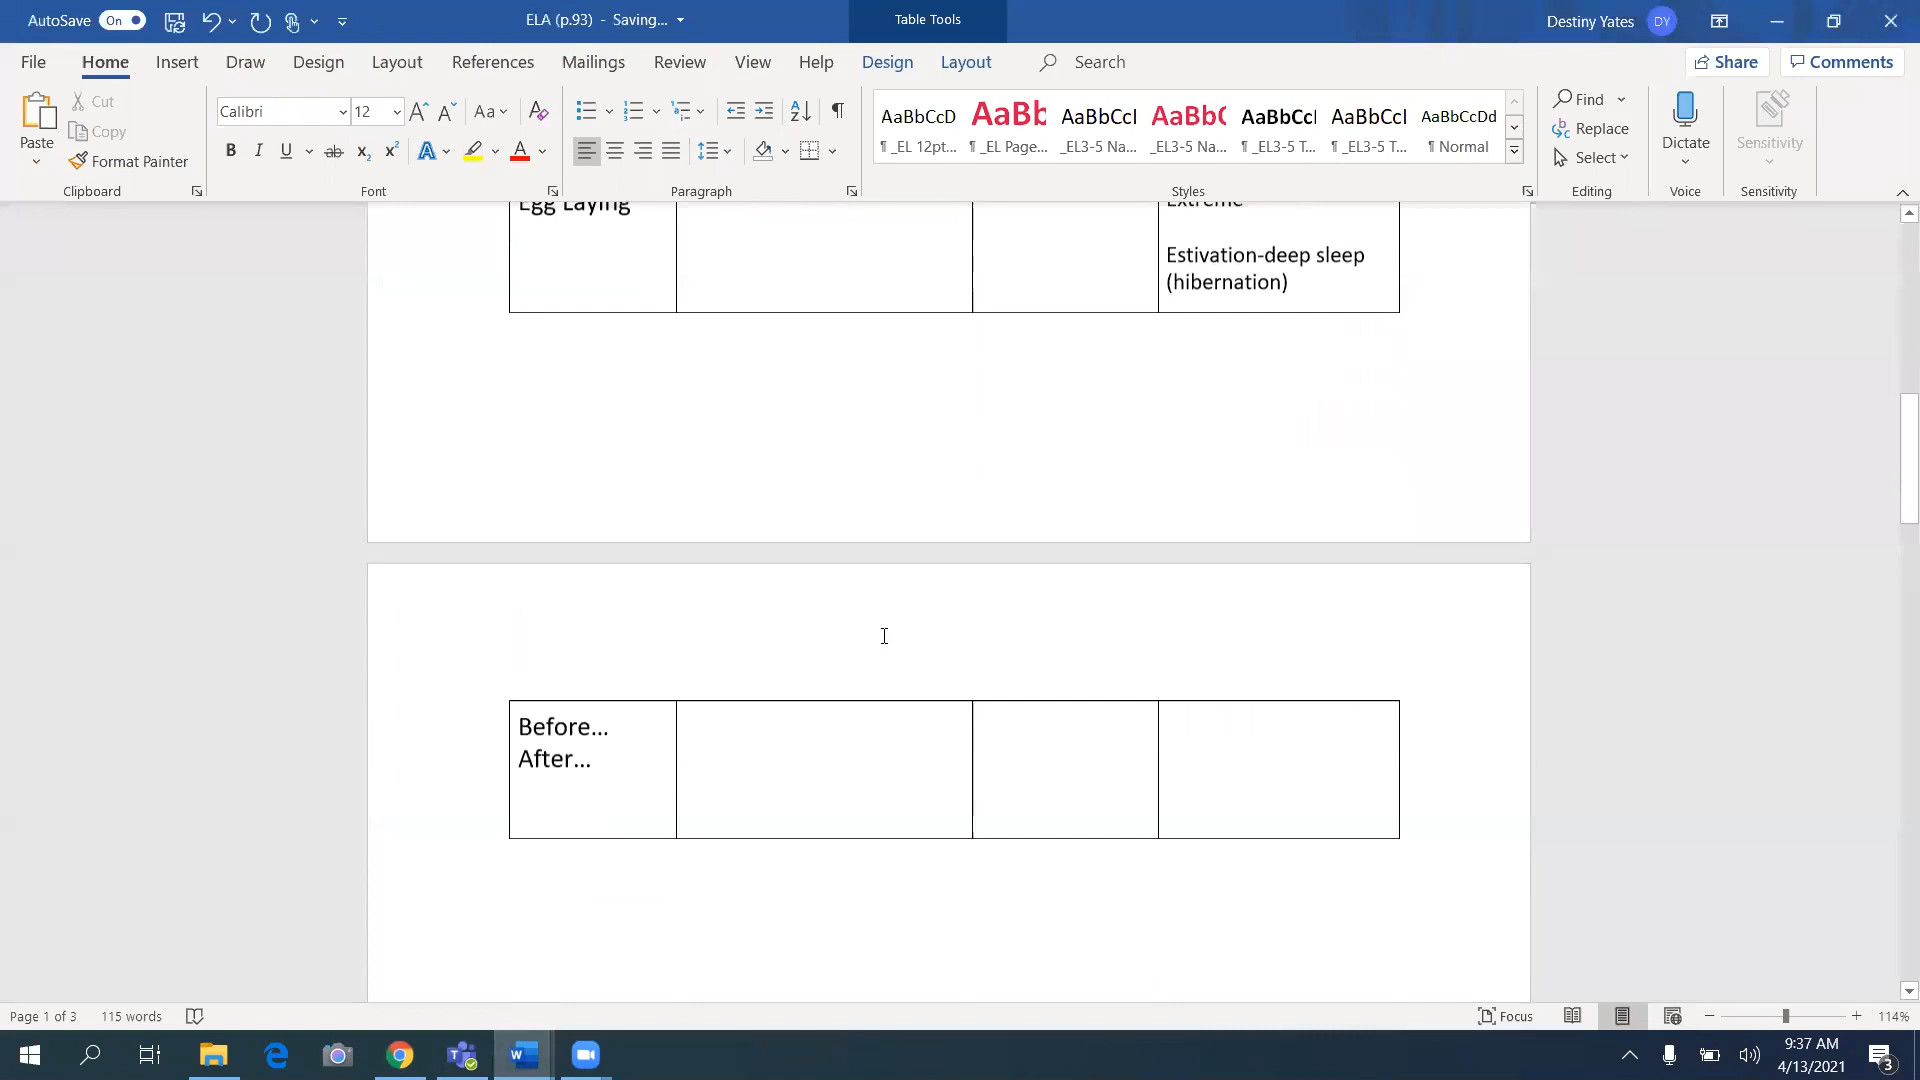 AutoSave On
ELA (p.93) - Saving...
Table Tools
Destiny Yates DY
File Home Insert Draw Design Layout References Mailings Review View Help Design Layout Search Share Comments
Paste
Cut
Copy
Format Painter
Clipboard
Calibri 12
Font
Paragraph
AaBbCcD AaBb AaBbCcI AaBbC AaBbCcI AaBbCcI AaBbCcDd
¶ _EL 12pt... ¶ _EL Page... _EL3-5 Na... _EL3-5 Na... ¶ _EL3-5 T... ¶ _EL3-5 T... ¶ Normal
Styles
Find
Replace
Select
Editing
Dictate
Voice
Sensitivity
Sensitivity
Egg Laying
Extreme
Estivation-deep sleep
(hibernation)
Before...
After...
Page 1 of 3 115 words
Focus
114%
9:37 AM
4/13/2021
3